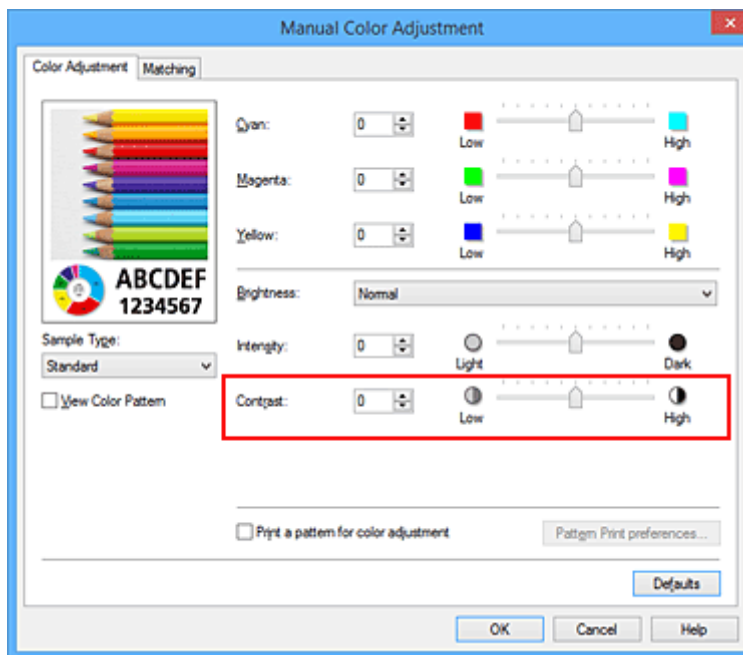 Manual Color Adjustment
Color Adjustment Matching
Cyan: 0 Low High
Magenta: 0 Low High
Yellow: 0 Low High
ABCDEF
1234567
Sample Type:
Standard
View Color Pattern
Brightness: Normal
Intensity: 0 Light Dark
Contrast: 0 Low High
Print a pattern for color adjustment Pattern Print preferences...
Defaults
OK Cancel Help